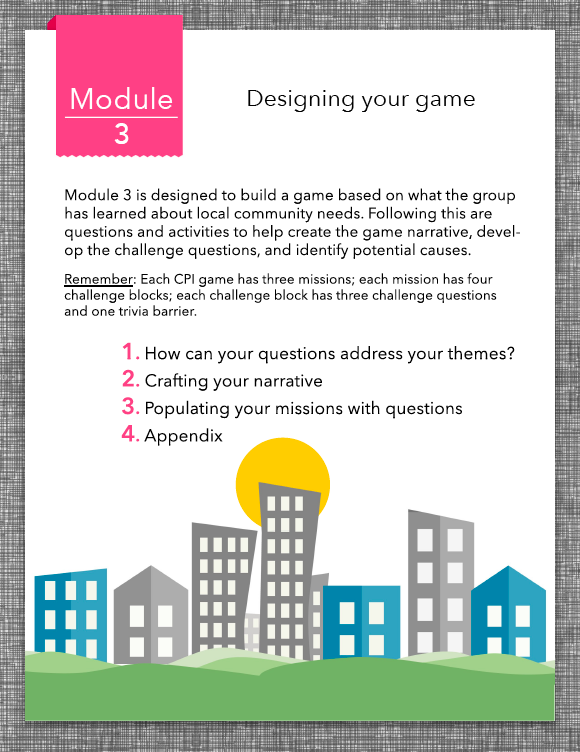 Module
3
Designing your game
Module 3 is designed to build a game based on what the group
has learned about local community needs. Following this are
questions and activities to help create the game narrative, devel-
op the challenge questions, and identify potential causes.
Remember: Each CPI game has three missions; each mission has four
challenge blocks; each challenge block has three challenge questions
and one trivia barrier.
1. How can your questions address your themes?
2. Crafting your narrative
3. Populating your missions with questions
4. Appendix